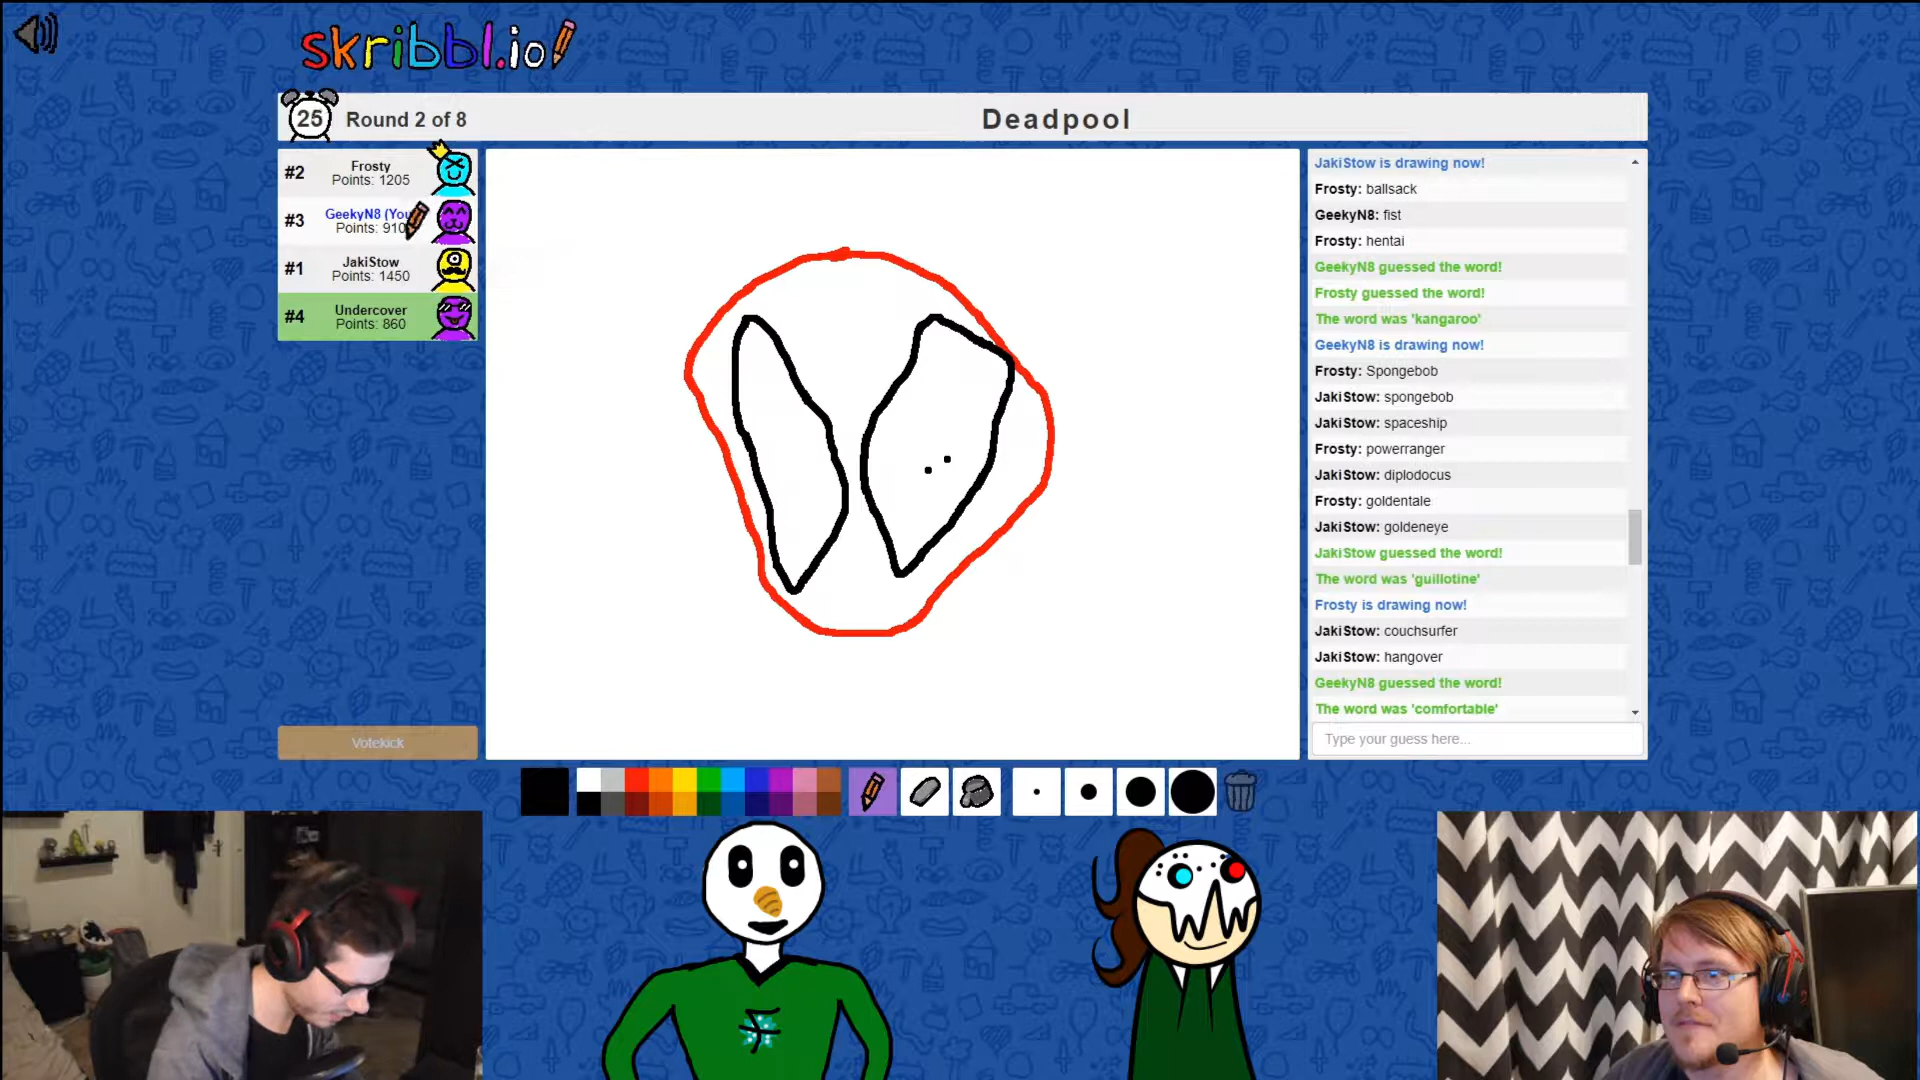 skribbl.io
25
Round 2 of 8
Deadpool
#2
Frosty
Points: 1205
#3
GeekyN8 (You
Points: 910
#1
JakiStow
Points: 1450
#4
Undercover
Points: 860
Votekick
JakiStow is drawing now!
Frosty: ballsack
GeekyN8: fist
Frosty: hentai
GeekyN8 guessed the word!
Frosty guessed the word!
The word was 'kangaroo'
GeekyN8 is drawing now!
Frosty: Spongebob
JakiStow: spongebob
JakiStow: spaceship
Frosty: powerranger
JakiStow: diplodocus
Frosty: goldentale
JakiStow: goldeneye
JakiStow guessed the word!
The word was 'guillotine'
Frosty is drawing now!
JakiStow: couchsurfer
JakiStow: hangover
GeekyN8 guessed the word!
The word was 'comfortable'
Type your guess here...
F